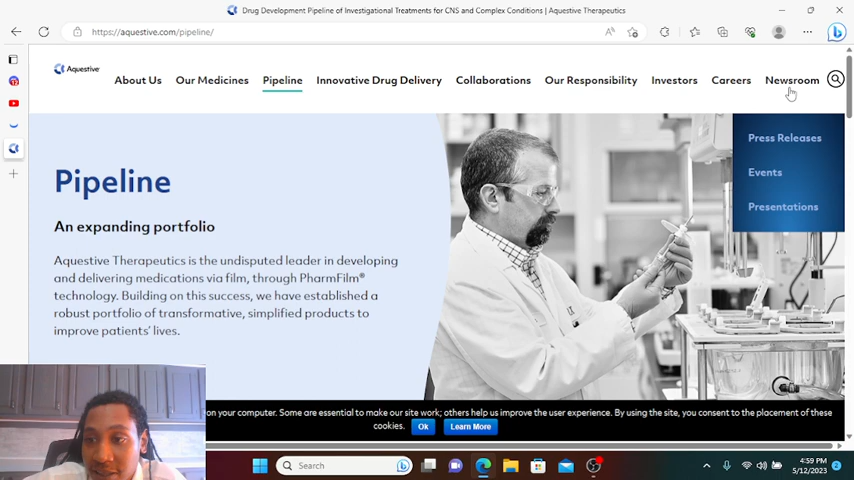 Drug Development Pipeline of Investigational Treatments for CNS and Complex Conditions | Aquestive Therapeutics
https://aquestive.com/pipeline/
Aquestive
About Us Our Medicines Pipeline Innovative Drug Delivery Collaborations Our Responsibility Investors Careers Newsroom
Press Releases
Events
Presentations
Pipeline
An expanding portfolio
Aquestive Therapeutics is the undisputed leader in developing
and delivering medications via film, through PharmFilm®
technology. Building on this success, we have established a
robust portfolio of transformative, simplified products to
improve patients' lives.
on your computer. Some are essential to make our site work; others help us improve the user experience. By using the site, you consent to the placement of these
cookies. Ok Learn More
Search
4:59 PM
5/12/2023